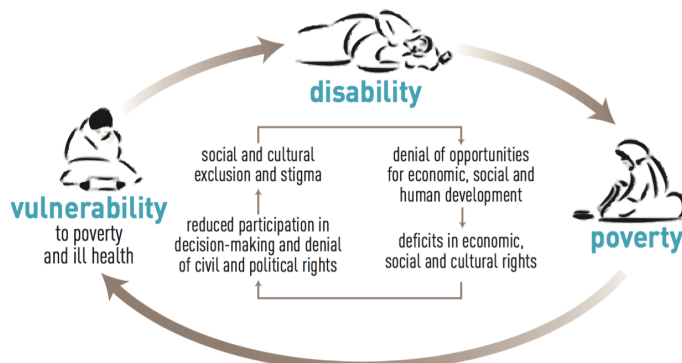 disability
social and cultural
exclusion and stigma
denial of opportunities
for economic, social and
human development
vulnerability
to poverty
and ill health
reduced participation in
decision-making and denial
of civil and political rights
deficits in economic,
social and cultural rights
poverty